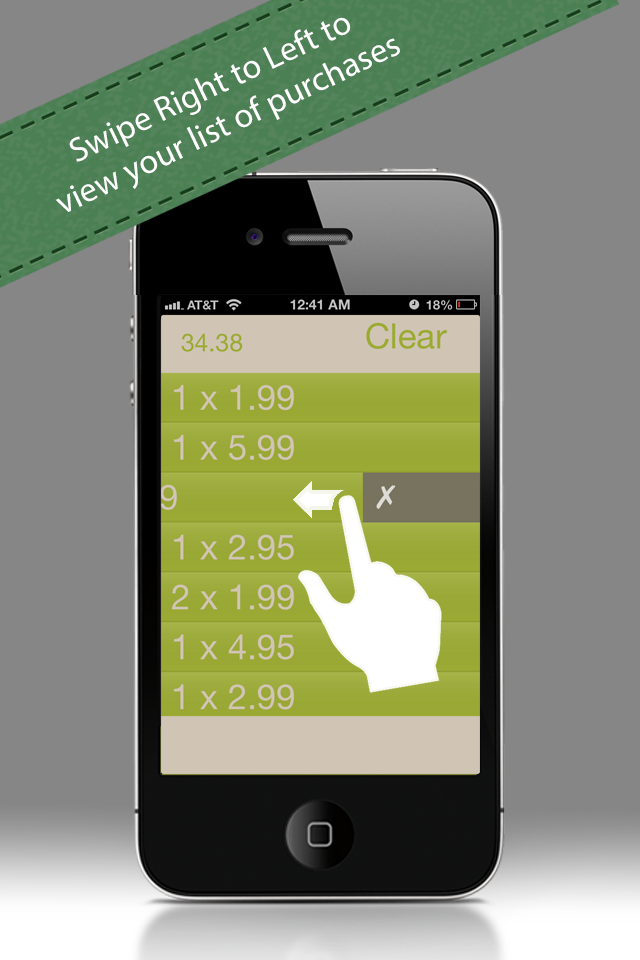 Swipe Right to Left to
view your list of purchases
AT&T 12:41 AM 18%
34.38 Clear
1 x 1.99
1 x 5.99
9 ✗
1 x 2.95
2 x 1.99
1 x 4.95
1 x 2.99